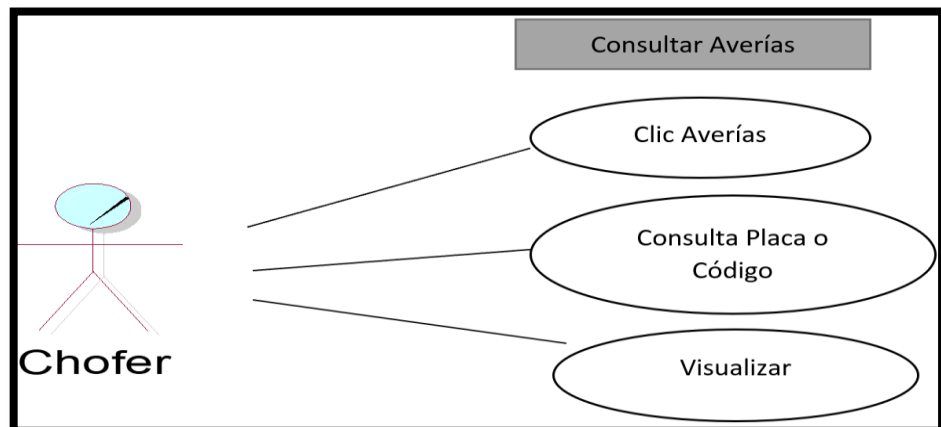 Consultar Averías
Clic Averías
Consulta Placa o
Código
Visualizar
Chofer